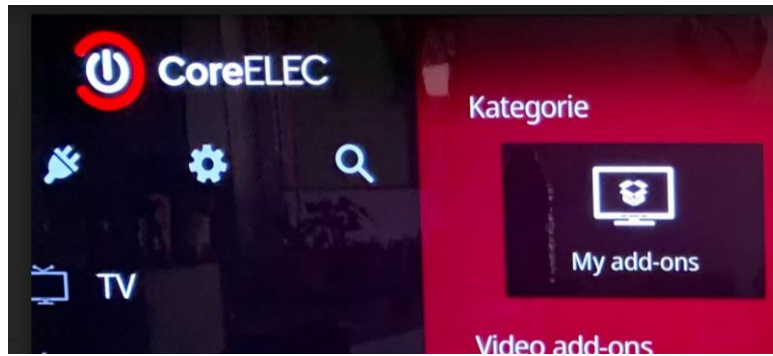 CoreELEC
Kategorie
My add-ons
TV
Video add-ons